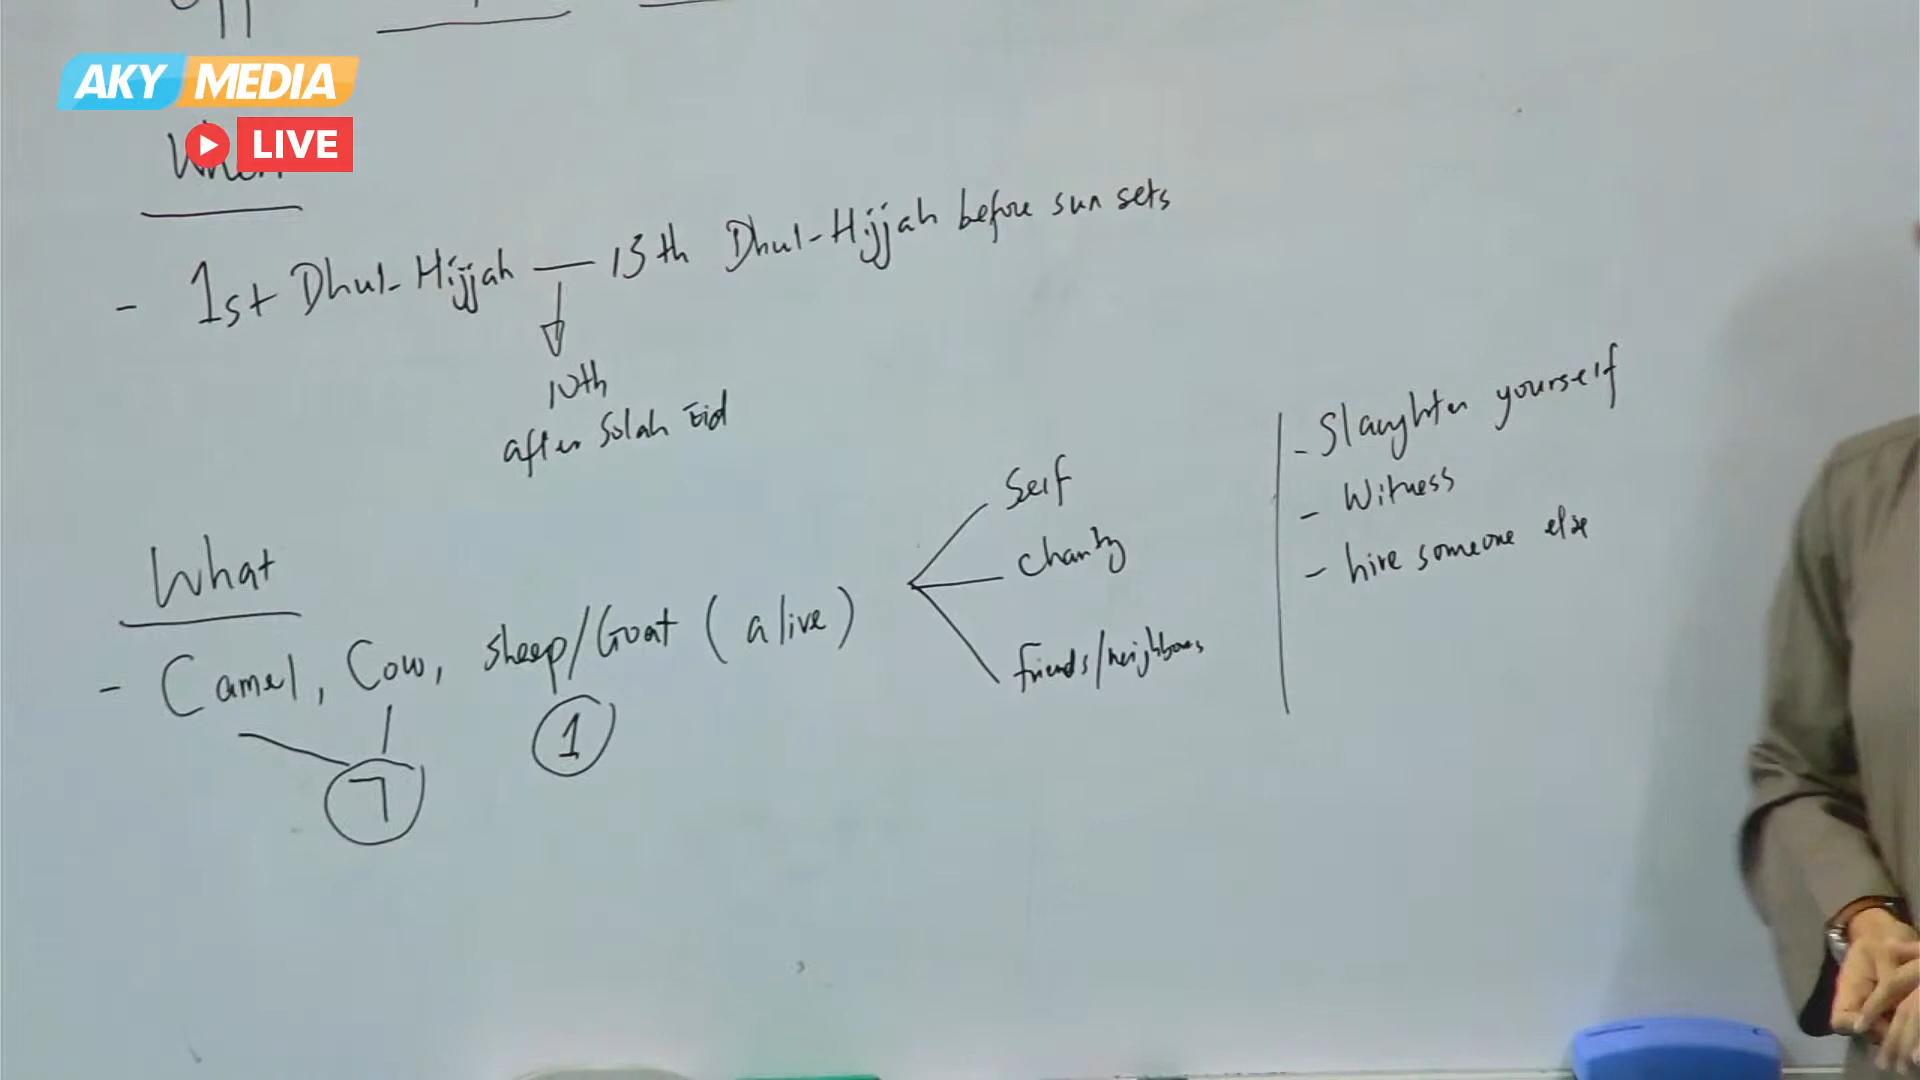 AKY MEDIA
LIVE
When
- 1st Dhul-Hijjah — 13th Dhul-Hijjah before sun sets
10th
after Solah Eid
What
- Camel, Cow, Sheep/Goat (alive)
7
1
Self
Charity
friends/neighbours
- Slaughter yourself
- Witness
- hire someone else